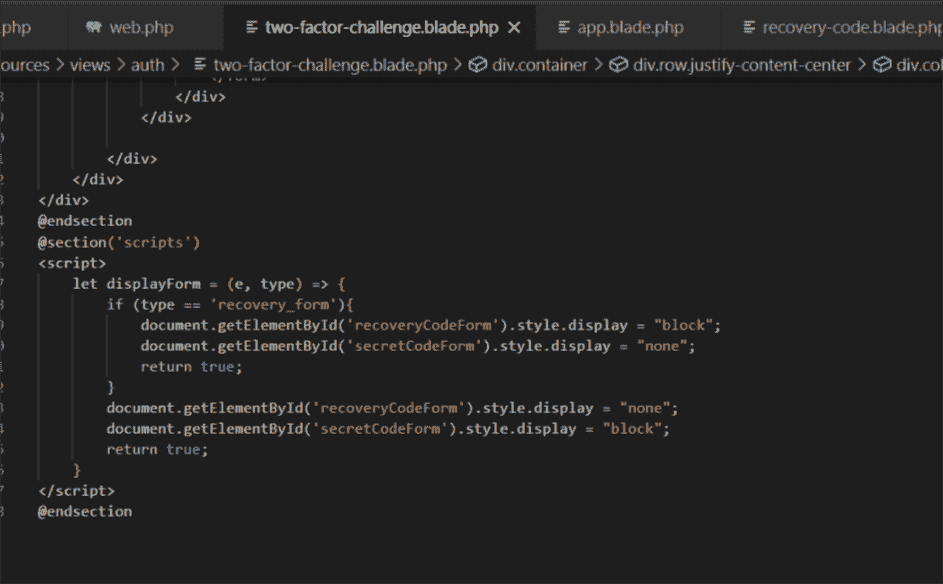 .php
web.php
two-factor-challenge.blade.php
app.blade.php
recovery-code.blade.php
ources > views > auth > two-factor-challenge.blade.php > div.container > div.row.justify-content-center > div.col
</div>
</div>
</div>
</div>
</div>
@endsection
@section('scripts')
<script>
let displayForm = (e, type) => {
if (type == 'recovery_form'){
document.getElementById('recoveryCodeForm').style.display = "block";
document.getElementById('secretCodeForm').style.display = "none";
return true;
}
document.getElementById('recoveryCodeForm').style.display = "none";
document.getElementById('secretCodeForm').style.display = "block";
return true;
}
</script>
@endsection